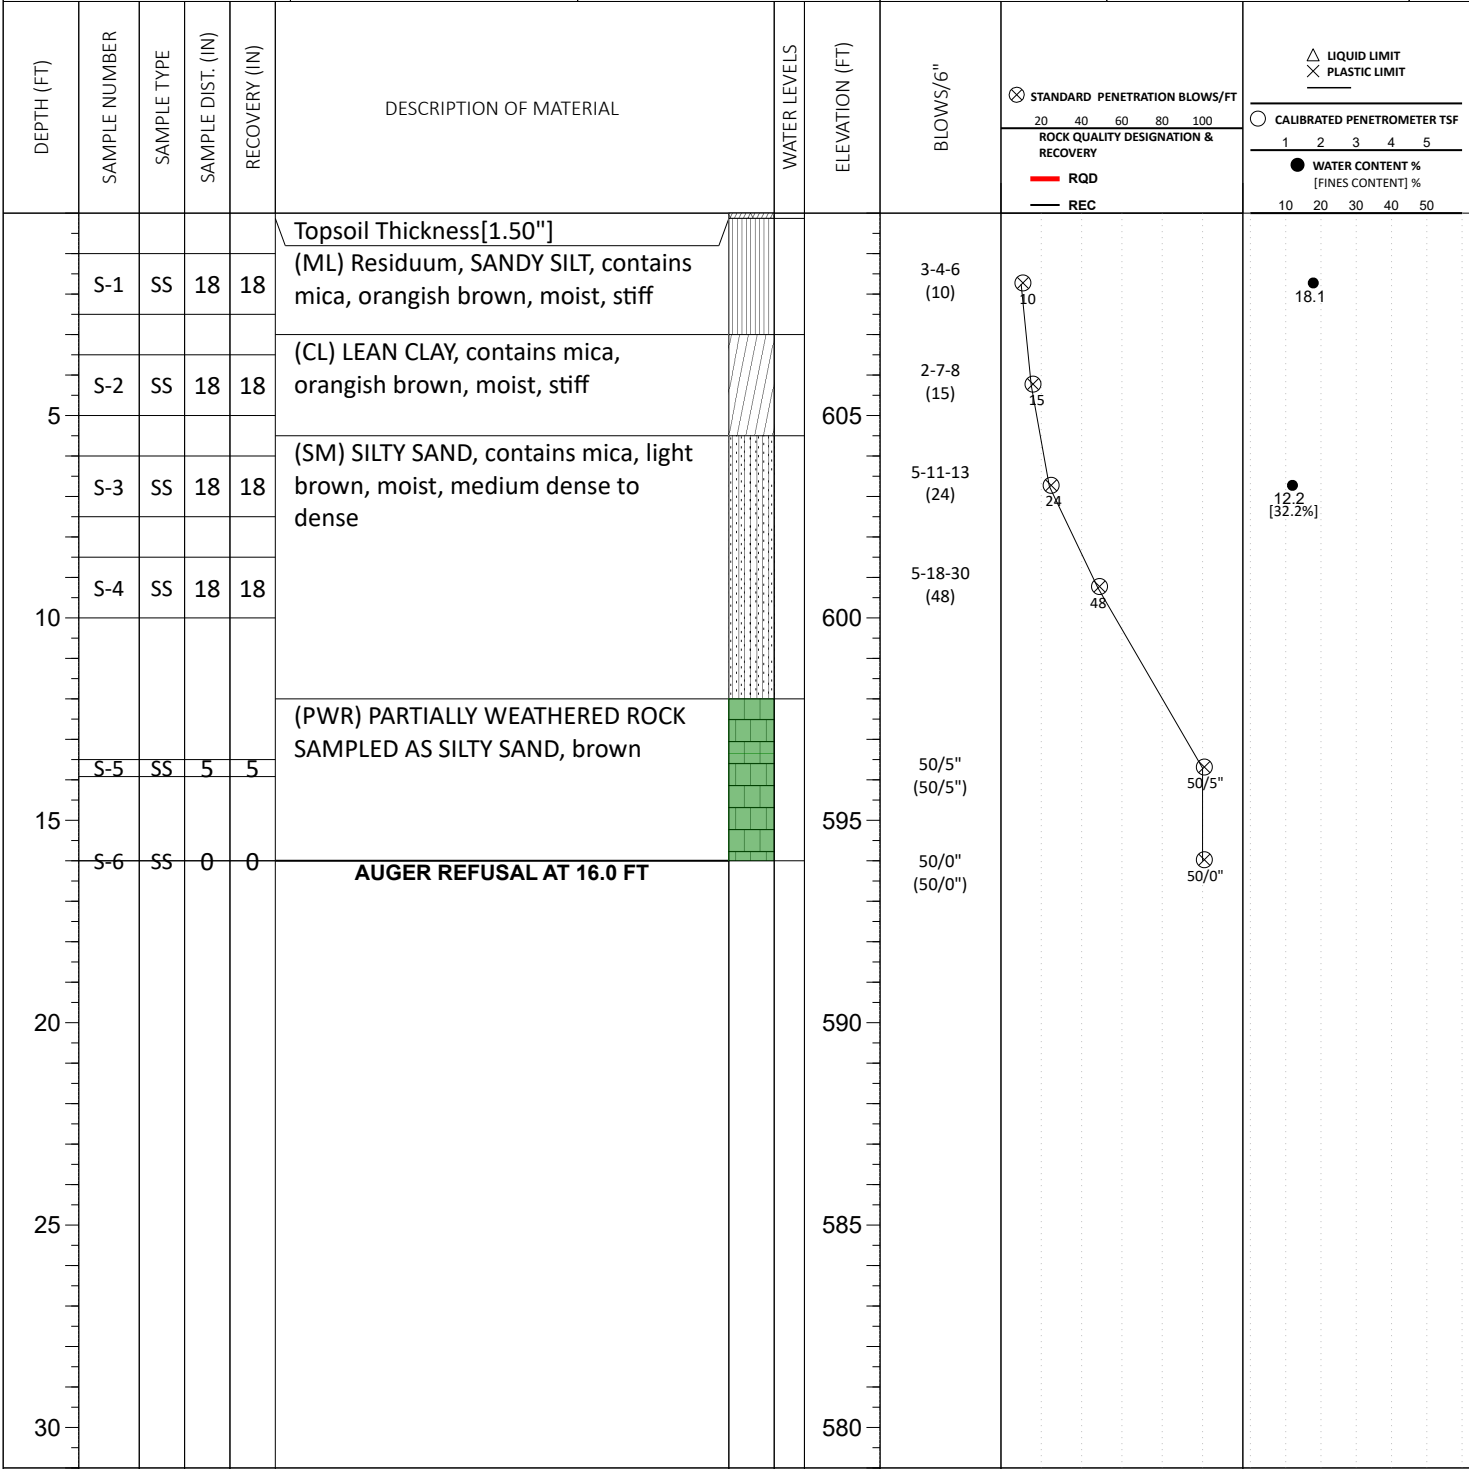 DEPTH (FT)
SAMPLE NUMBER
SAMPLE TYPE
SAMPLE DIST. (IN)
RECOVERY (IN)
DESCRIPTION OF MATERIAL
WATER LEVELS
ELEVATION (FT)
BLOWS/6"
STANDARD PENETRATION BLOWS/FT
20 40 60 80 100
ROCK QUALITY DESIGNATION &
RECOVERY
RQD
REC
LIQUID LIMIT
PLASTIC LIMIT
CALIBRATED PENETROMETER TSF
1 2 3 4 5
WATER CONTENT %
[FINES CONTENT] %
10 20 30 40 50
Topsoil Thickness[1.50"]
S-1 SS 18 18
(ML) Residuum, SANDY SILT, contains
mica, orangish brown, moist, stiff
3-4-6
(10)
10
18.1
S-2 SS 18 18
(CL) LEAN CLAY, contains mica,
orangish brown, moist, stiff
2-7-8
(15)
15
5
605
S-3 SS 18 18
(SM) SILTY SAND, contains mica, light
brown, moist, medium dense to
dense
5-11-13
(24)
24
12.2
[32.2%]
S-4 SS 18 18
5-18-30
(48)
48
10
600
(PWR) PARTIALLY WEATHERED ROCK
SAMPLED AS SILTY SAND, brown
S-5 SS 5 5
50/5"
(50/5")
50/5"
15
595
S-6 SS 0 0
AUGER REFUSAL AT 16.0 FT
50/0"
(50/0")
50/0"
20
590
25
585
30
580